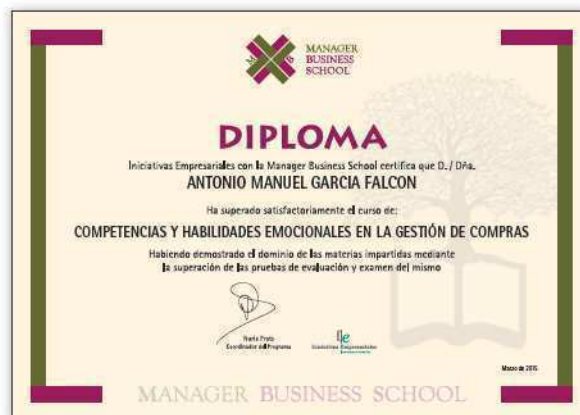 MANAGER
BUSINESS
SCHOOL
DIPLOMA
Iniciativas Empresariales con la Manager Business School certifica que D./ Dña.
ANTONIO MANUEL GARCIA FALCON
Ha superado satisfactoriamente el curso de:
COMPETENCIAS Y HABILIDADES EMOCIONALES EN LA GESTIÓN DE COMPRAS
Habiendo demostrado el dominio de las materias impartidas mediante
la superación de las pruebas de evaluación y examen del mismo
Coordinador del Programa
Iniciativas Empresariales
MANAGER BUSINESS SCHOOL